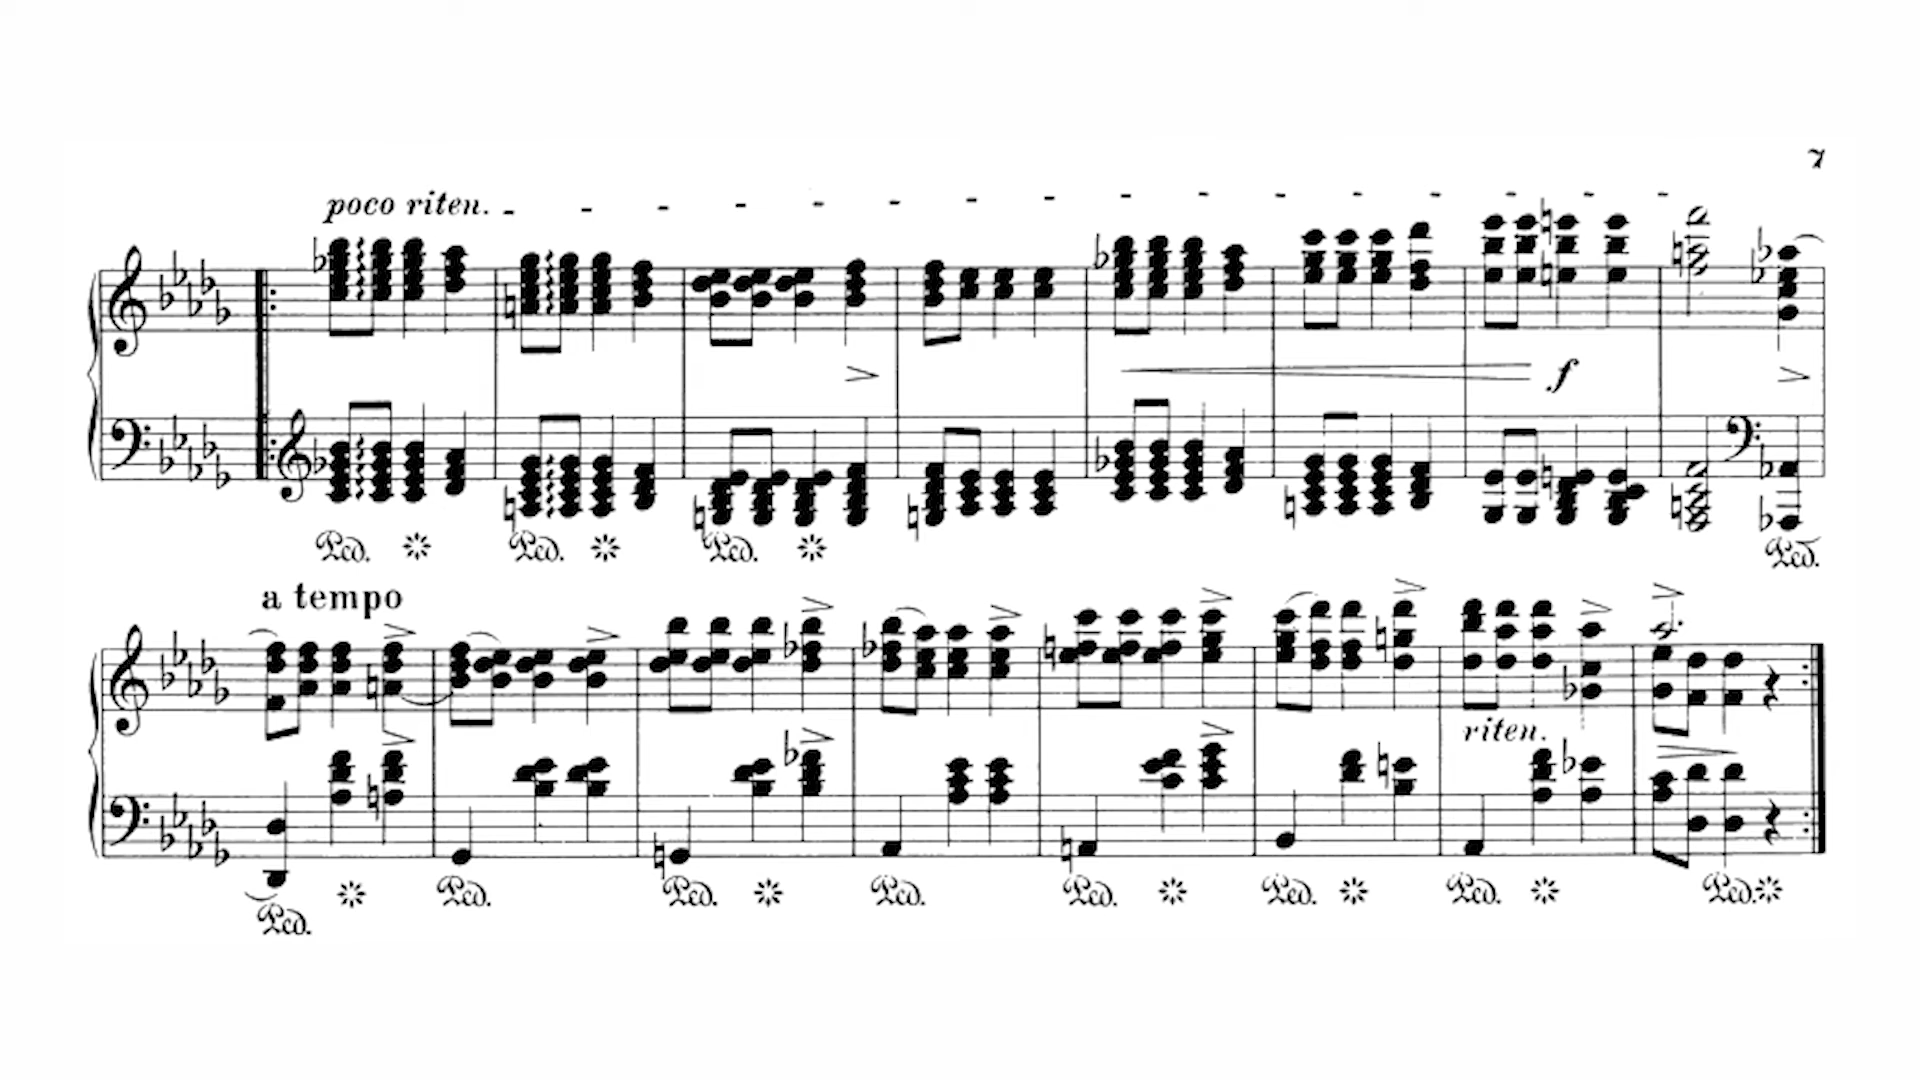 7
poco riten.
f
Ped. Ped. Ped. Ped.
a tempo
riten.
Ped. Ped. Ped. Ped. Ped. Ped. Ped. Ped.